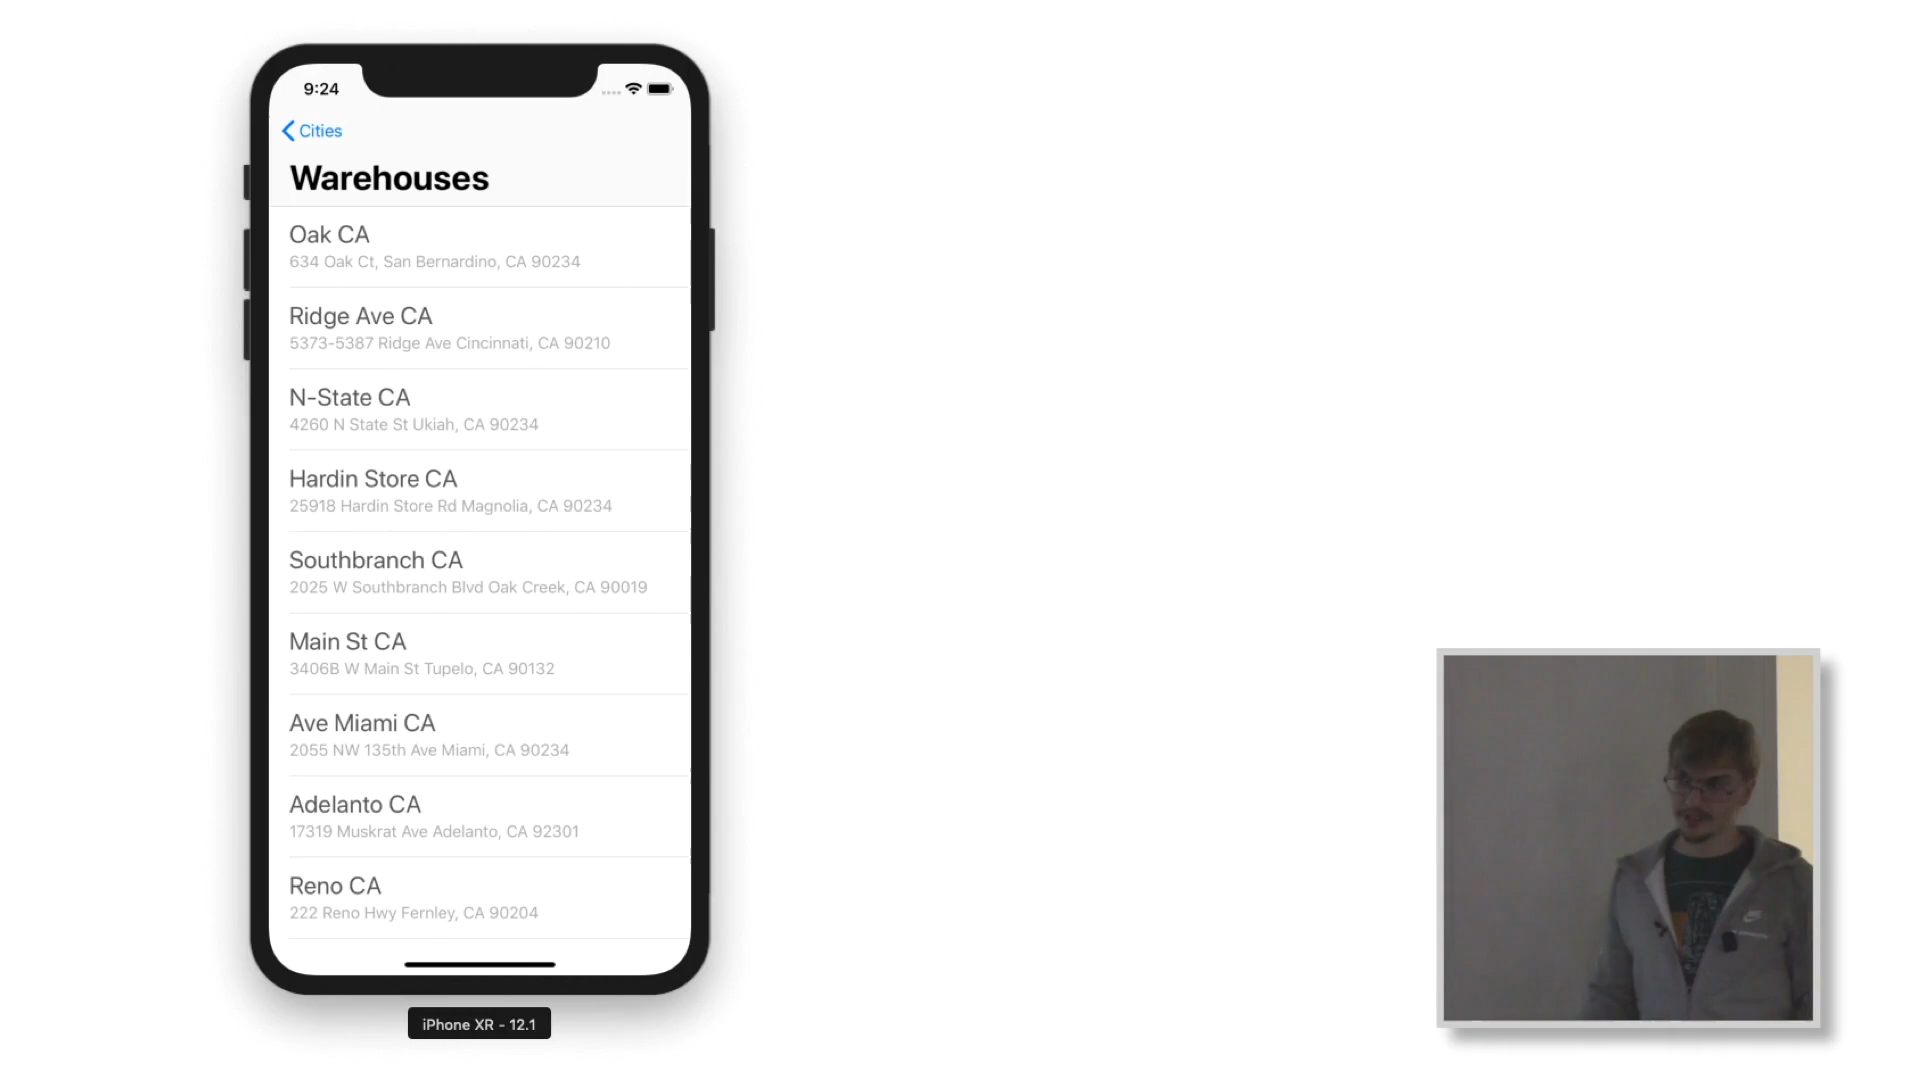 9:24
Cities
Warehouses
Oak CA
634 Oak Ct, San Bernardino, CA 90234
Ridge Ave CA
5373-5387 Ridge Ave Cincinnati, CA 90210
N-State CA
4260 N State St Ukiah, CA 90234
Hardin Store CA
25918 Hardin Store Rd Magnolia, CA 90234
Southbranch CA
2025 W Southbranch Blvd Oak Creek, CA 90019
Main St CA
3406B W Main St Tupelo, CA 90132
Ave Miami CA
2055 NW 135th Ave Miami, CA 90234
Adelanto CA
17319 Muskrat Ave Adelanto, CA 92301
Reno CA
222 Reno Hwy Fernley, CA 90204
iPhone XR - 12.1